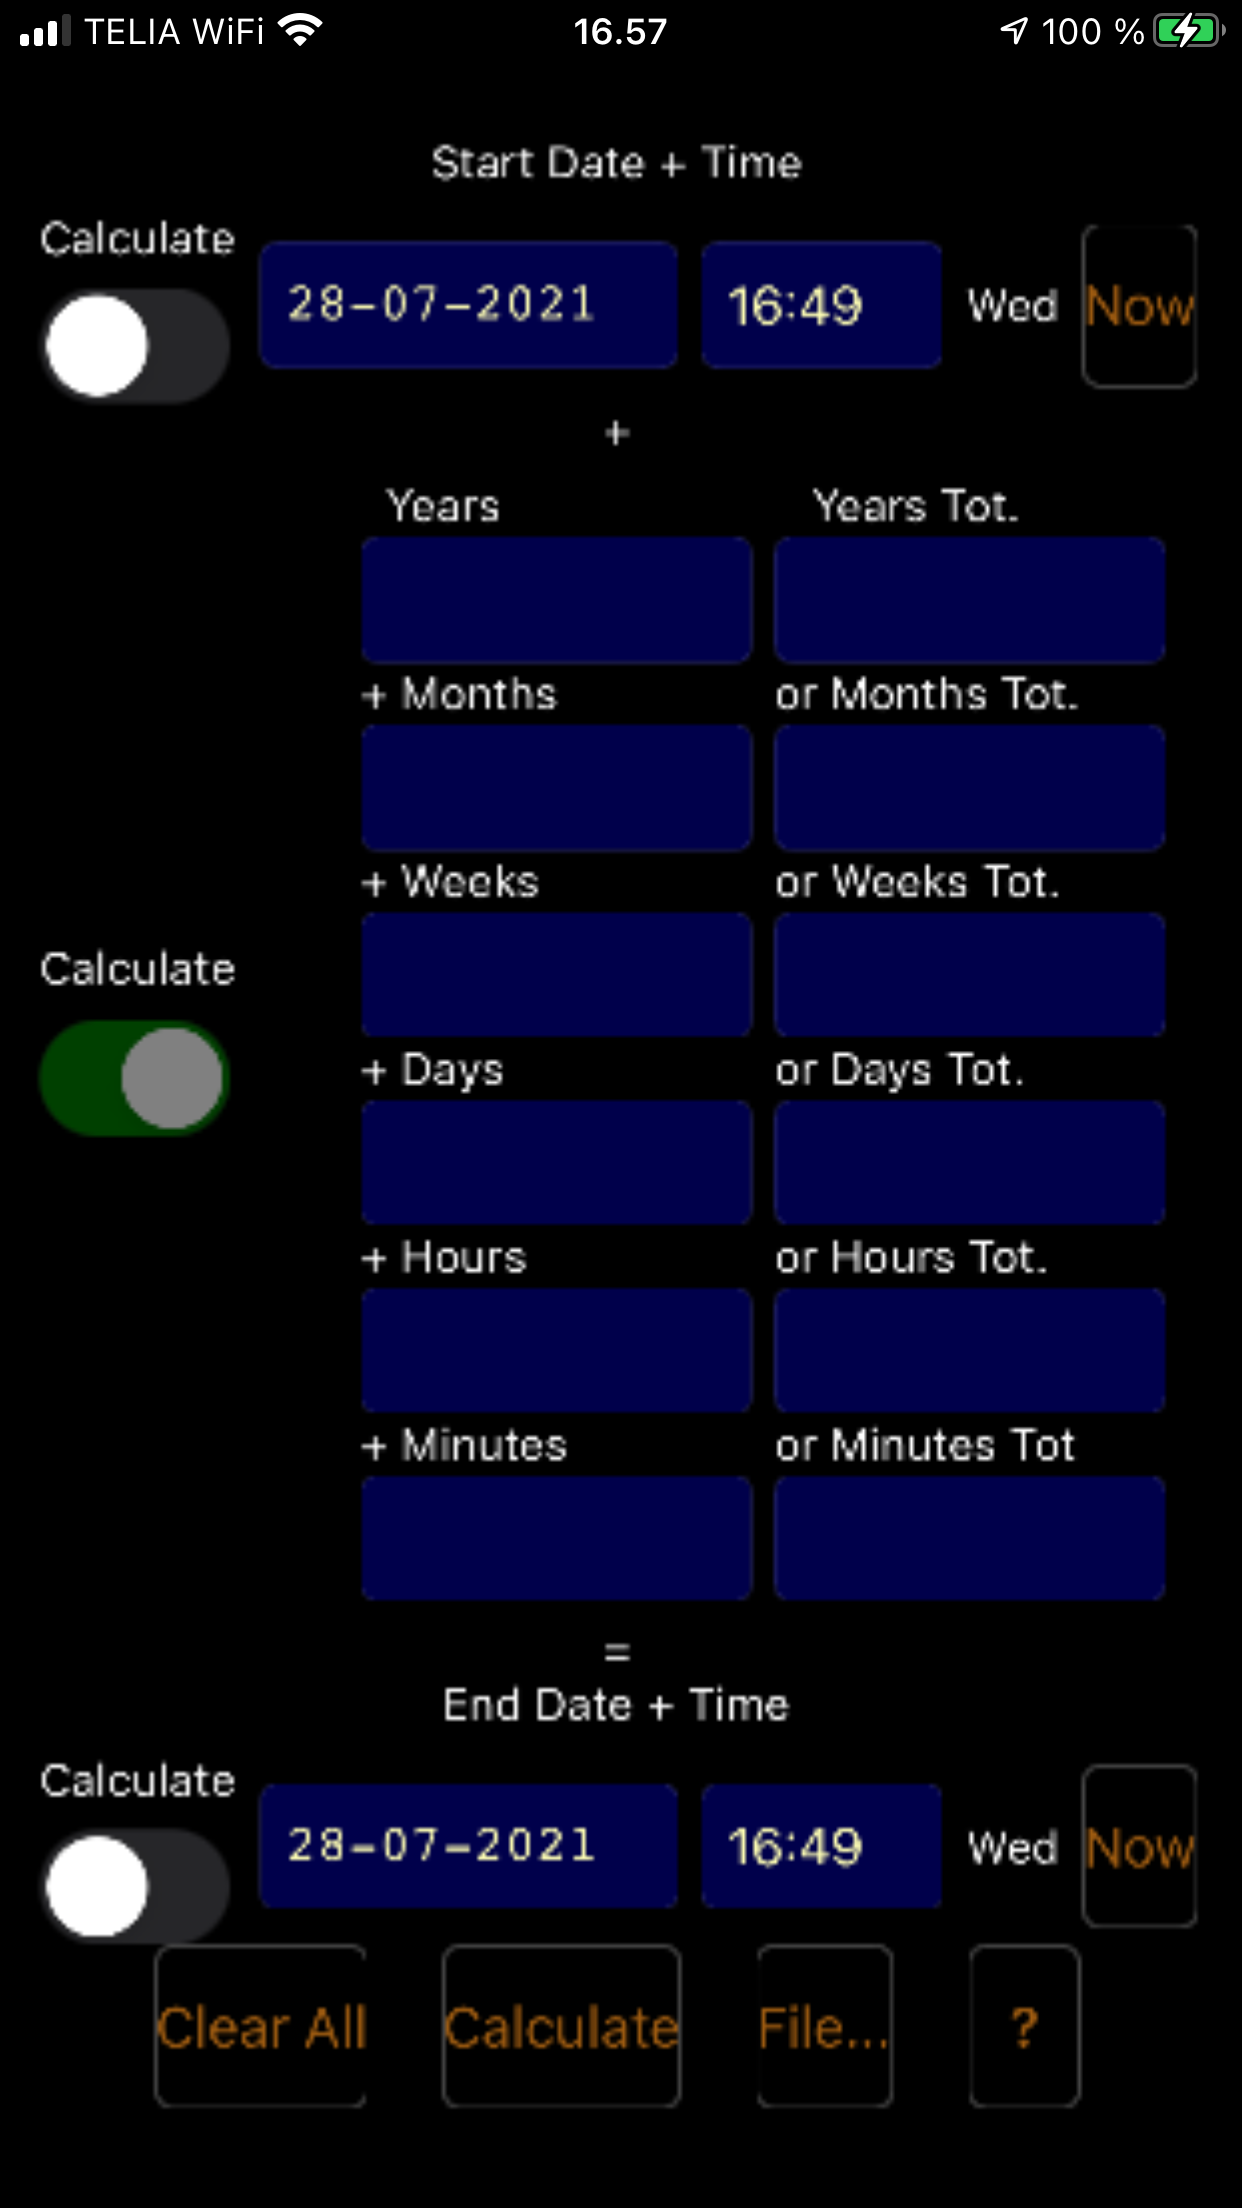 TELIA WiFi 16.57 100 %
Start Date + Time
Calculate
28-07-2021 16:49 Wed Now
+
Years Years Tot.
+ Months or Months Tot.
+ Weeks or Weeks Tot.
Calculate
+ Days or Days Tot.
+ Hours or Hours Tot.
+ Minutes or Minutes Tot
=
End Date + Time
Calculate
28-07-2021 16:49 Wed Now
Clear All Calculate File... ?